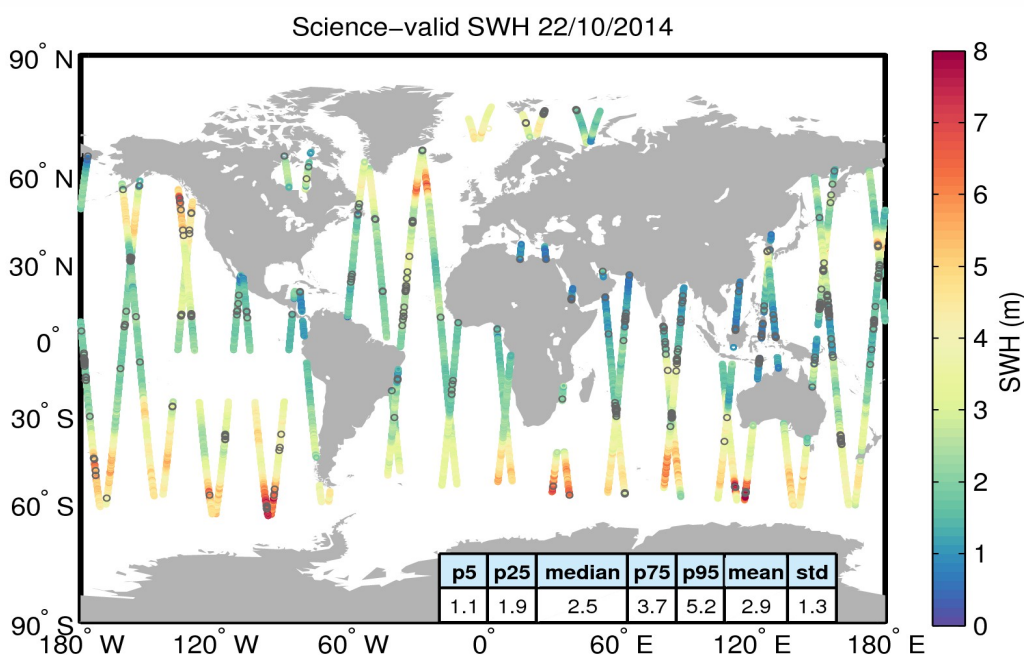 Science−valid SWH 22/10/2014
90° N
60° N
30° N
0°
30° S
60° S
90° S
180° W
120° W
60° W
0°
60° E
120° E
180° E
p5 p25 median p75 p95 mean std
1.1 1.9 2.5 3.7 5.2 2.9 1.3
8
7
6
5
4
3
2
1
0
SWH (m)